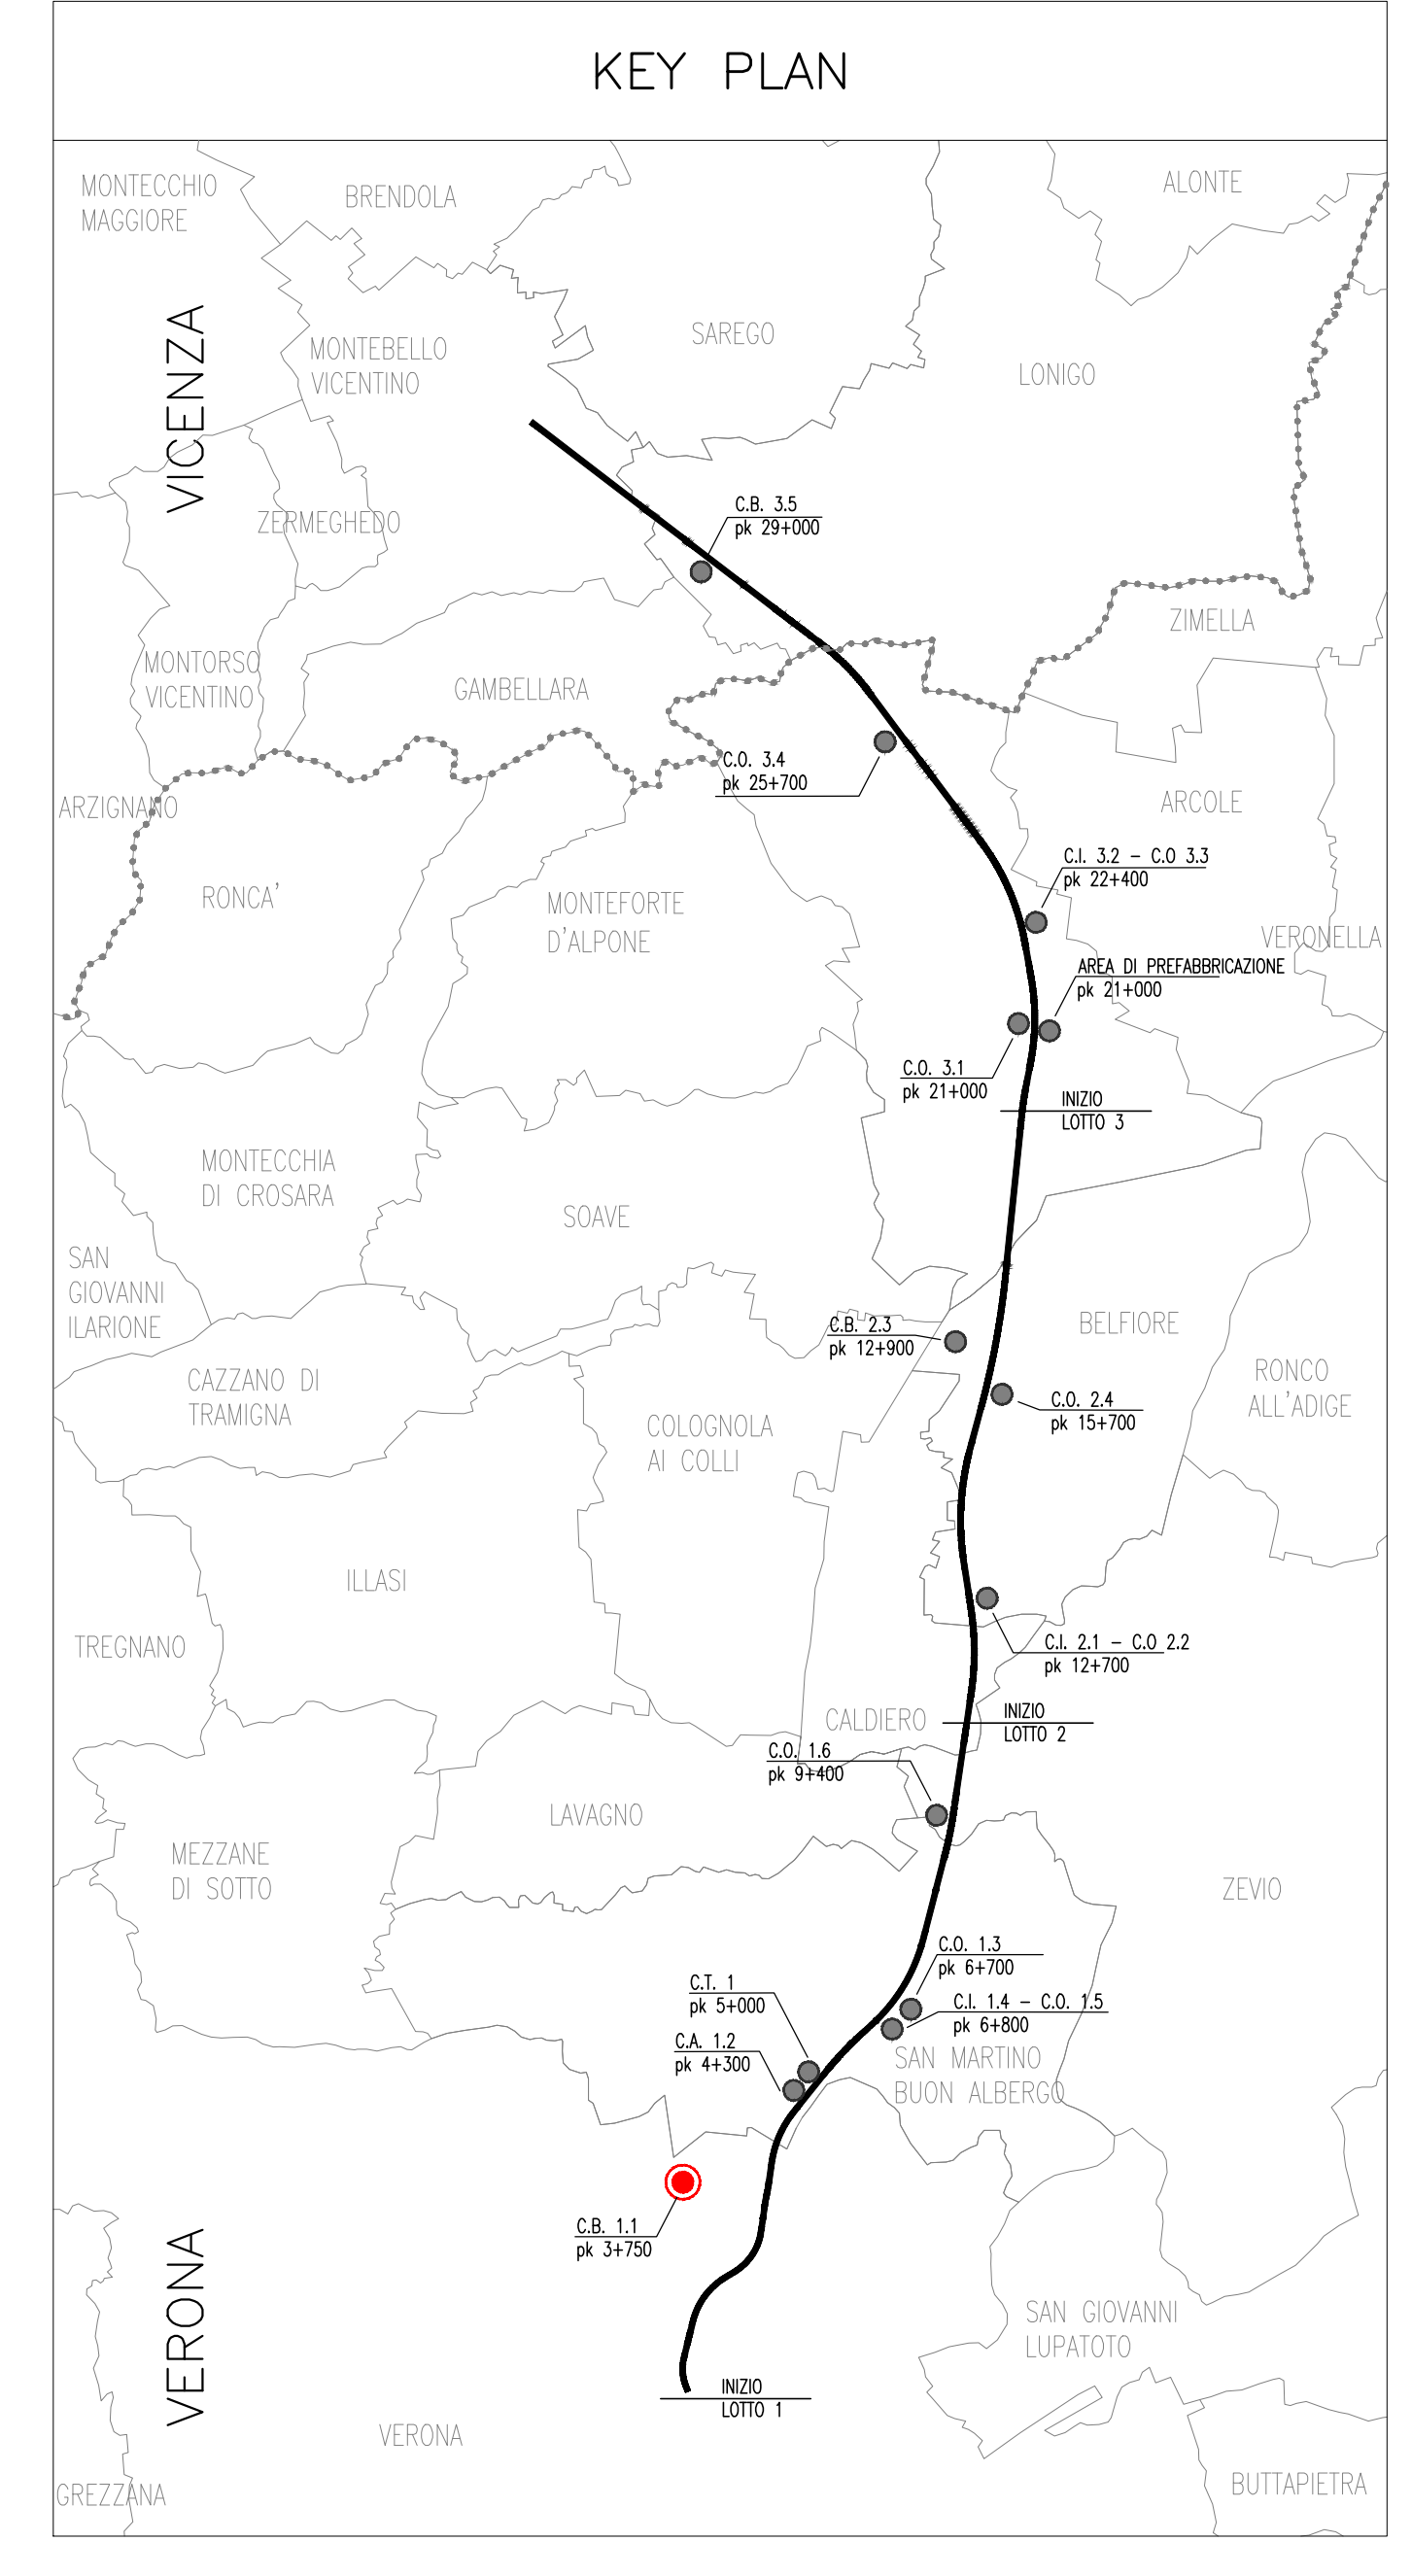 KEY PLAN
MONTECCHIO
MAGGIORE
BRENDOLA
ALONTE
VICENZA
SAREGO
MONTEBELLO
VICENTINO
LONIGO
C.B. 3.5
pk 29+000
ZERMEGHEDO
ZIMELLA
MONTORSO
VICENTINO
GAMBELLARA
C.O. 3.4
pk 25+700
ARZIGNANO
ARCOLE
C.I. 3.2 – C.O 3.3
pk 22+400
RONCA'
MONTEFORTE
D'ALPONE
VERONELLA
AREA DI PREFABBRICAZIONE
pk 21+000
C.O. 3.1
pk 21+000
INIZIO
LOTTO 3
MONTECCHIA
DI CROSARA
SOAVE
SAN
GIOVANNI
ILARIONE
C.B. 2.3
pk 12+900
BELFIORE
CAZZANO DI
TRAMIGNA
RONCO
ALL'ADIGE
C.O. 2.4
pk 15+700
COLOGNOLA
AI COLLI
ILLASI
TREGNANO
C.I. 2.1 – C.O 2.2
pk 12+700
CALDIERO
INIZIO
LOTTO 2
C.O. 1.6
pk 9+400
LAVAGNO
MEZZANE
DI SOTTO
ZEVIO
C.O. 1.3
pk 6+700
C.T. 1
pk 5+000
C.I. 1.4 – C.O. 1.5
pk 6+800
C.A. 1.2
pk 4+300
SAN MARTINO
BUON ALBERGO
C.B. 1.1
pk 3+750
VERONA
SAN GIOVANNI
LUPATOTO
INIZIO
LOTTO 1
VERONA
GREZZANA
BUTTAPIETRA